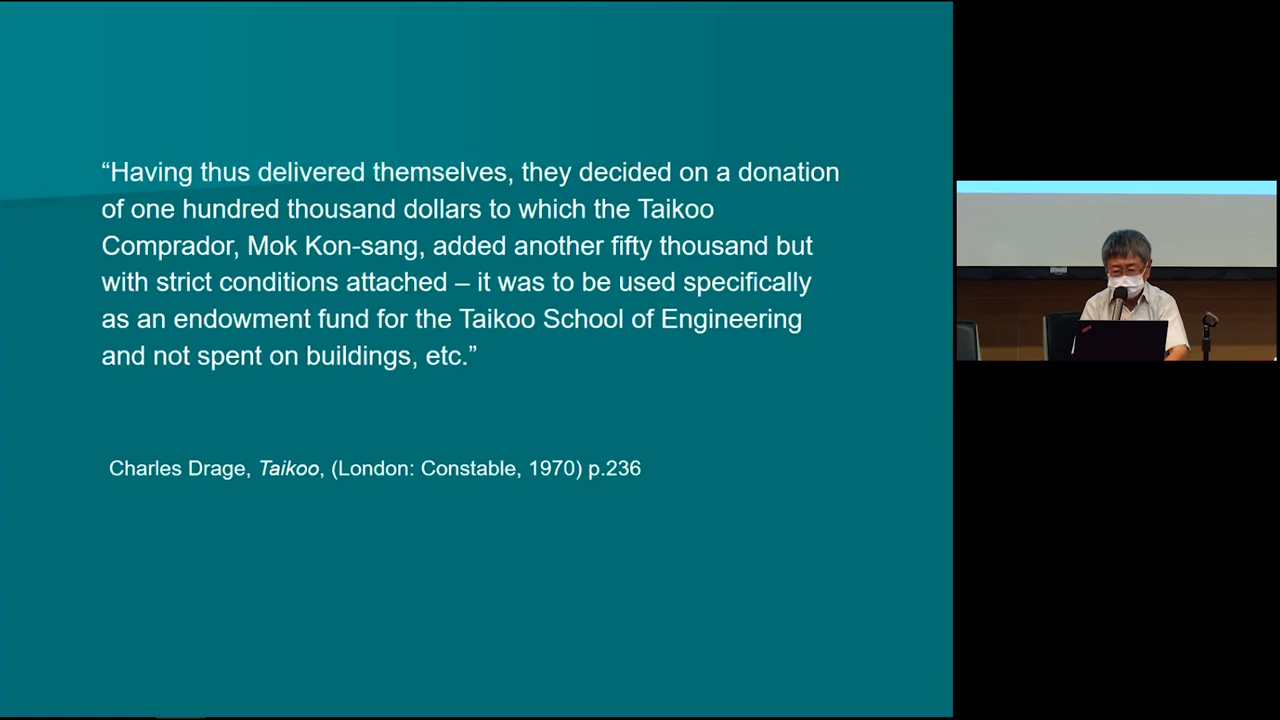 “Having thus delivered themselves, they decided on a donation
of one hundred thousand dollars to which the Taikoo
Comprador, Mok Kon-sang, added another fifty thousand but
with strict conditions attached – it was to be used specifically
as an endowment fund for the Taikoo School of Engineering
and not spent on buildings, etc.”
Charles Drage, Taikoo, (London: Constable, 1970) p.236